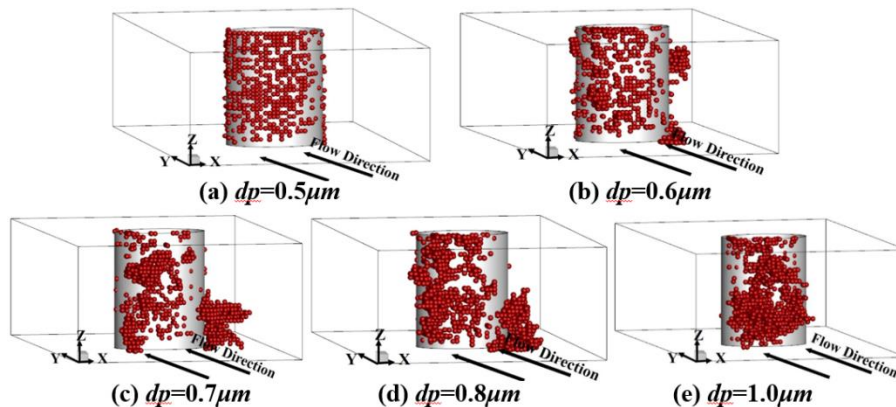 Z
Y X
Flow Direction
(a) dp=0.5μm
Z
Y X
Flow Direction
(b) dp=0.6μm
Z
Y X
Flow Direction
(c) dp=0.7μm
Z
Y X
Flow Direction
(d) dp=0.8μm
Z
Y X
Flow Direction
(e) dp=1.0μm